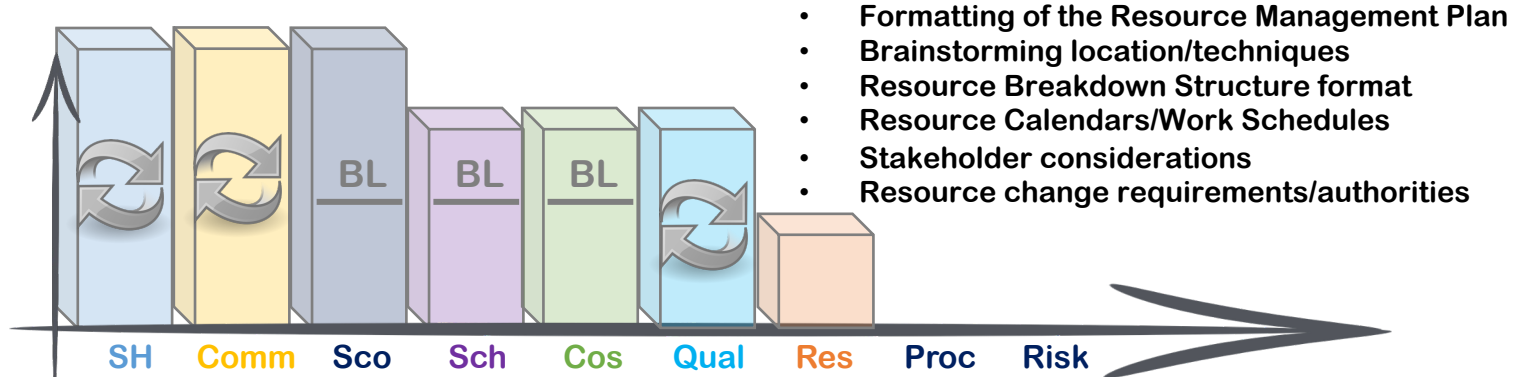 • Formatting of the Resource Management Plan
• Brainstorming location/techniques
• Resource Breakdown Structure format
• Resource Calendars/Work Schedules
• Stakeholder considerations
• Resource change requirements/authorities
BL BL BL
SH Comm Sco Sch Cos Qual Res Proc Risk